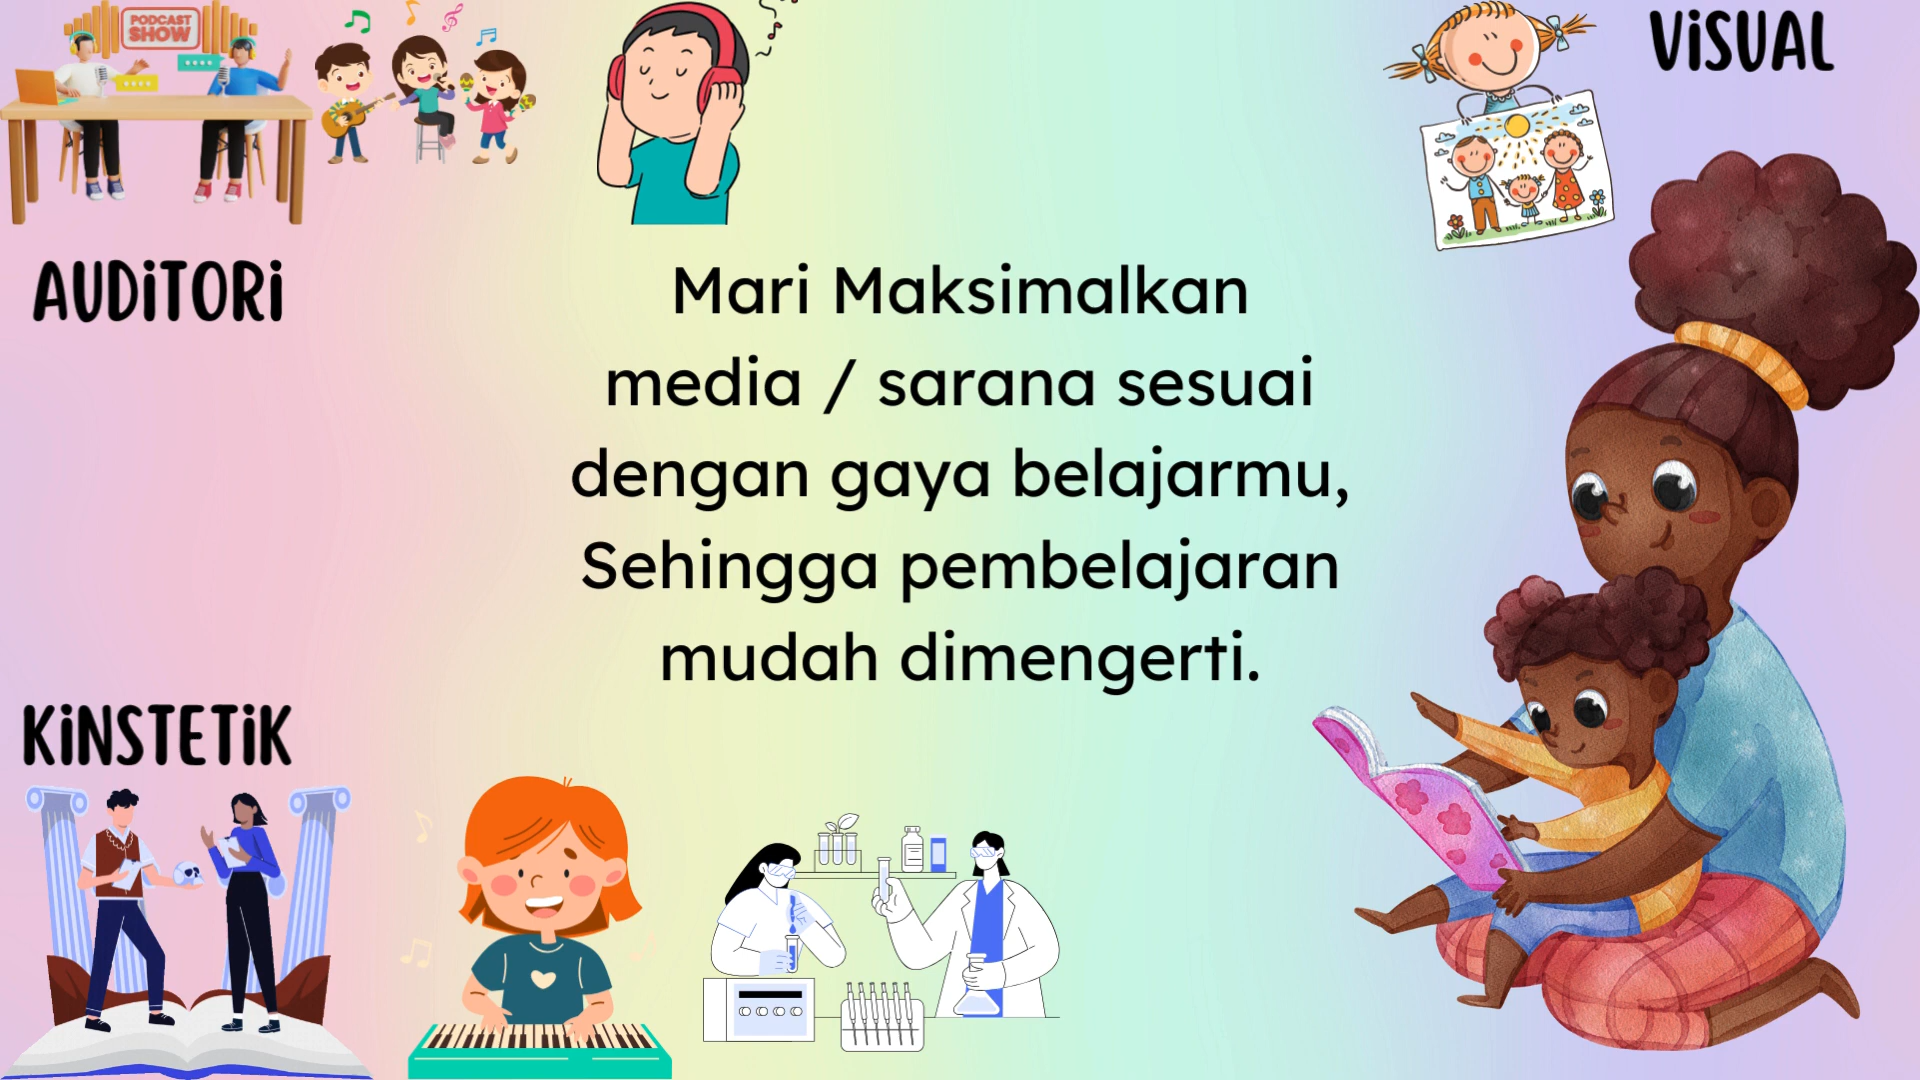 PODCAST
SHOW
VISUAL
AUDITORI
Mari Maksimalkan
media / sarana sesuai
dengan gaya belajarmu,
Sehingga pembelajaran
mudah dimengerti.
KINSTETIK